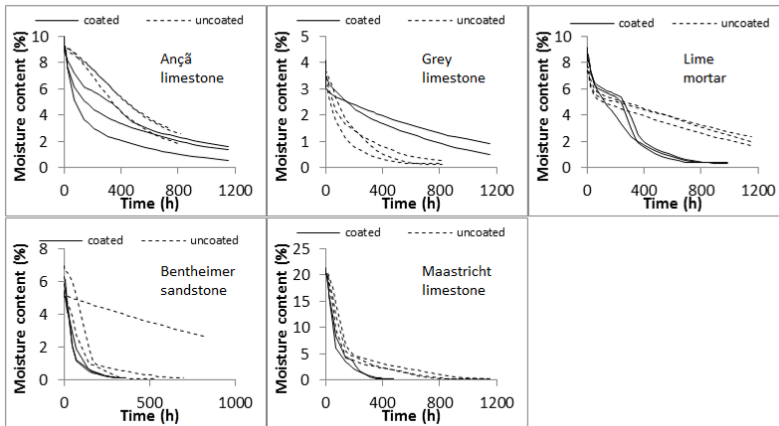 coated uncoated
Moisture content (%)
10
8
6
4
2
0
Ançã
limestone
0 400 800 1200
Time (h)
coated uncoated
Moisture content (%)
5
4
3
2
1
0
Grey
limestone
0 400 800 1200
Time (h)
coated uncoated
Moisture content (%)
10
8
6
4
2
0
Lime
mortar
0 400 800 1200
Time (h)
coated uncoated
Moisture content (%)
8
6
4
2
0
Bentheimer
sandstone
0 500 1000
Time (h)
coated uncoated
Moisture content (%)
25
20
15
10
5
0
Maastricht
limestone
0 400 800 1200
Time (h)